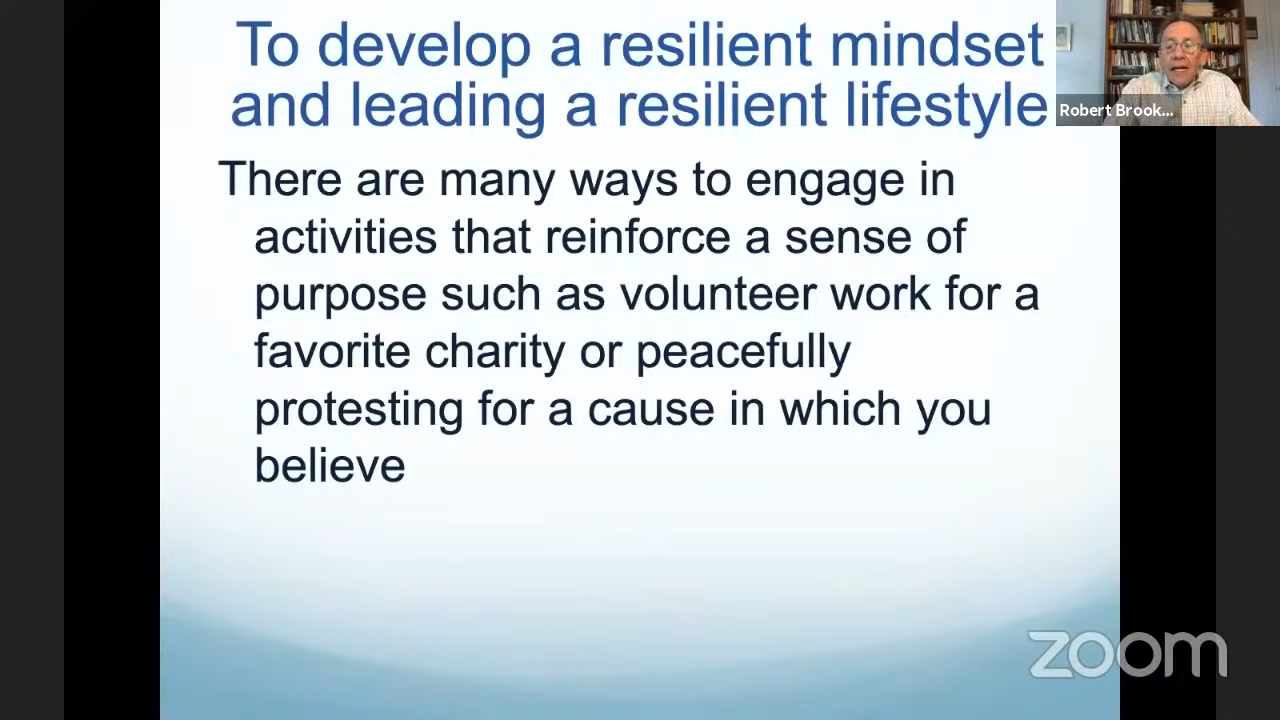 To develop a resilient mindset
and leading a resilient lifestyle
Robert Brook...
There are many ways to engage in
activities that reinforce a sense of
purpose such as volunteer work for a
favorite charity or peacefully
protesting for a cause in which you
believe
zoom